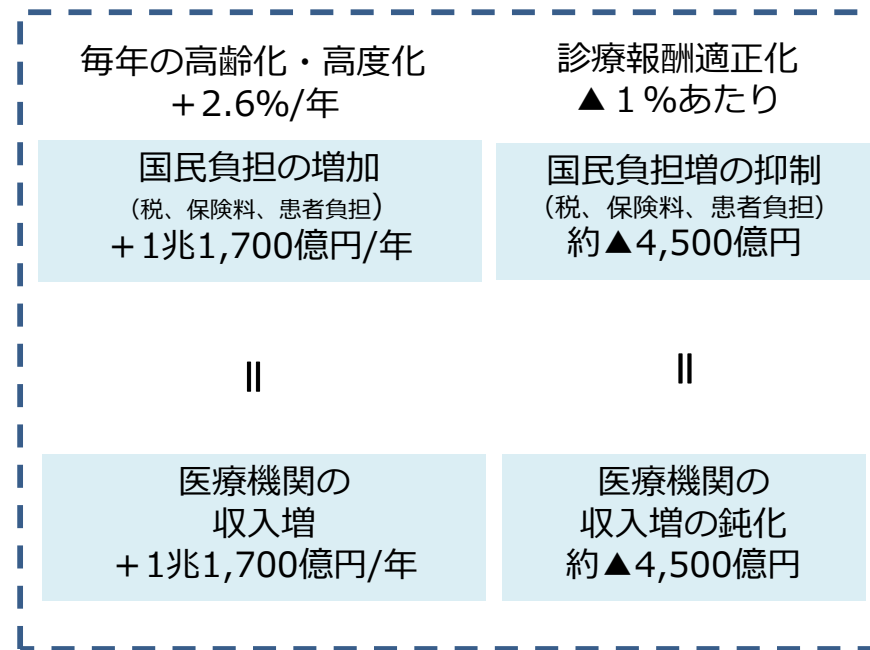 毎年の高齢化・高度化
＋2.6%/年
国民負担の増加
（税、保険料、患者負担）
＋1兆1,700億円/年
＝
医療機関の
収入増
＋1兆1,700億円/年
診療報酬適正化
▲１%あたり
国民負担増の抑制
（税、保険料、患者負担）
約▲4,500億円
＝
医療機関の
収入増の鈍化
約▲4,500億円